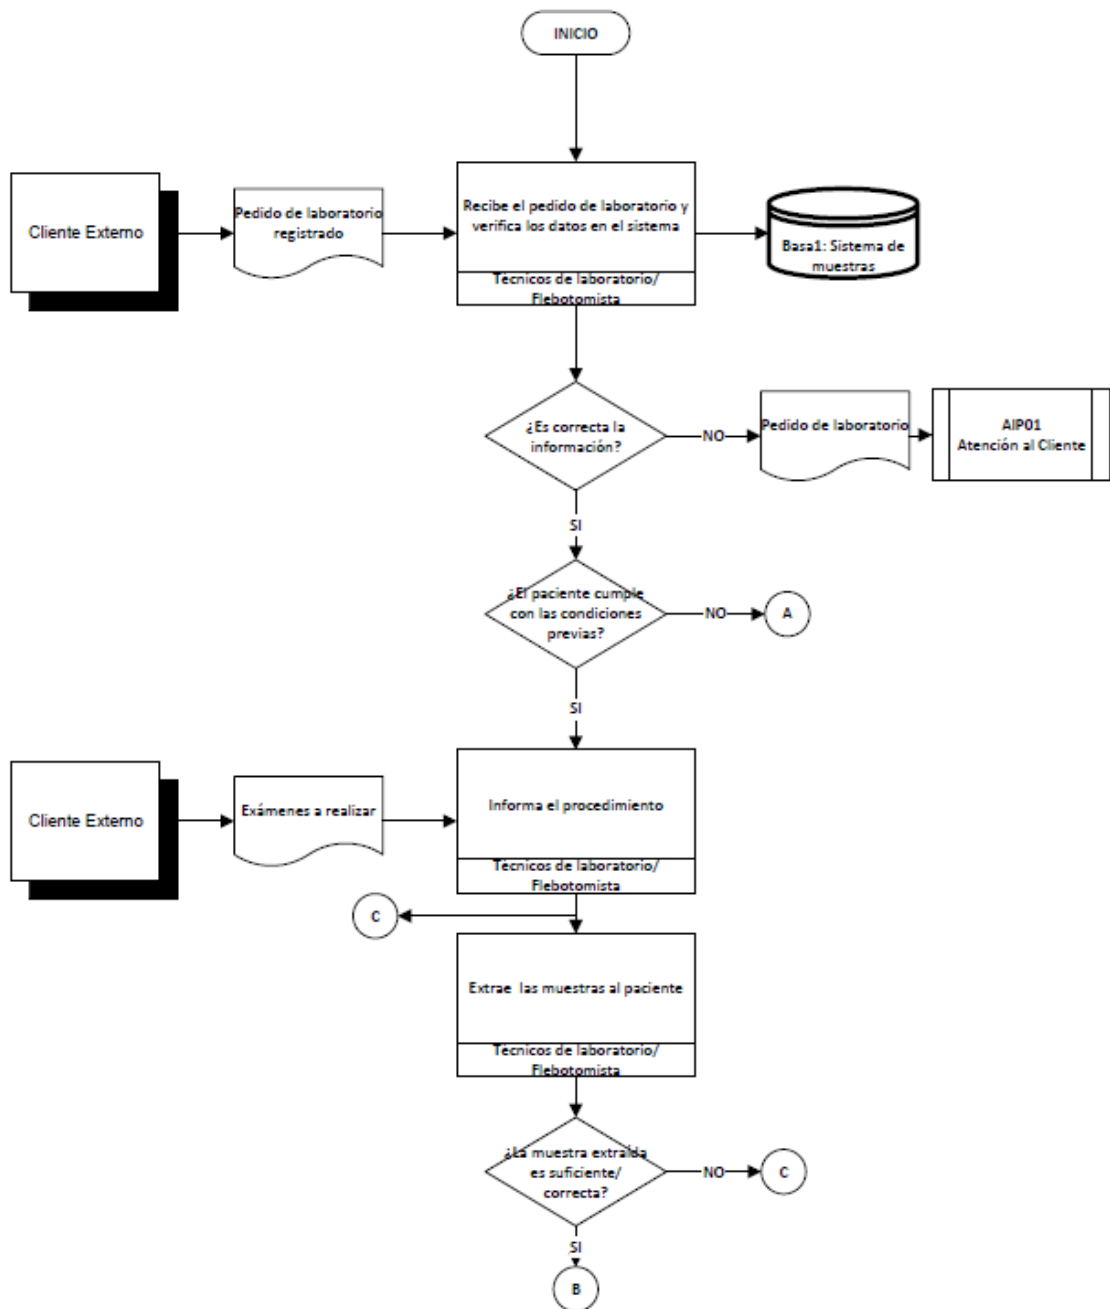 INICIO
Cliente Externo
Pedido de laboratorio
registrado
Recibe el pedido de laboratorio y
verifica los datos en el sistema
Técnicos de laboratorio/
Flebotomista
Basa1: Sistema de
muestras
¿Es correcta la
información?
NO
Pedido de laboratorio
AIP01
Atención al Cliente
SI
¿El paciente cumple
con las condiciones
previas?
NO
A
SI
Cliente Externo
Exámenes a realizar
Informa el procedimiento
Técnicos de laboratorio/
Flebotomista
C
Extrae las muestras al paciente
Técnicos de laboratorio/
Flebotomista
¿La muestra extraída
es suficiente/
correcta?
NO
C
SI
B